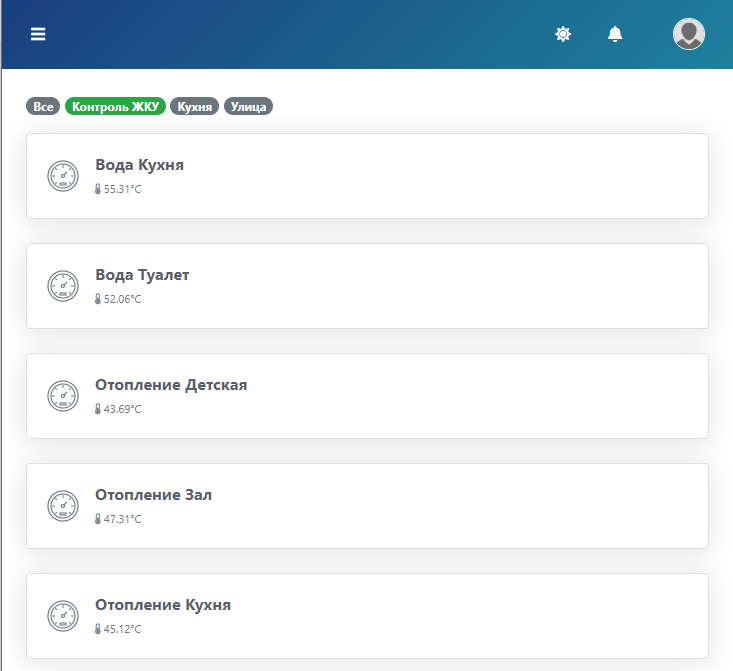 Все Контроль ЖКУ Кухня Улица
Вода Кухня
55.31°C
Вода Туалет
52.06°C
Отопление Детская
43.69°C
Отопление Зал
47.31°C
Отопление Кухня
45.12°C